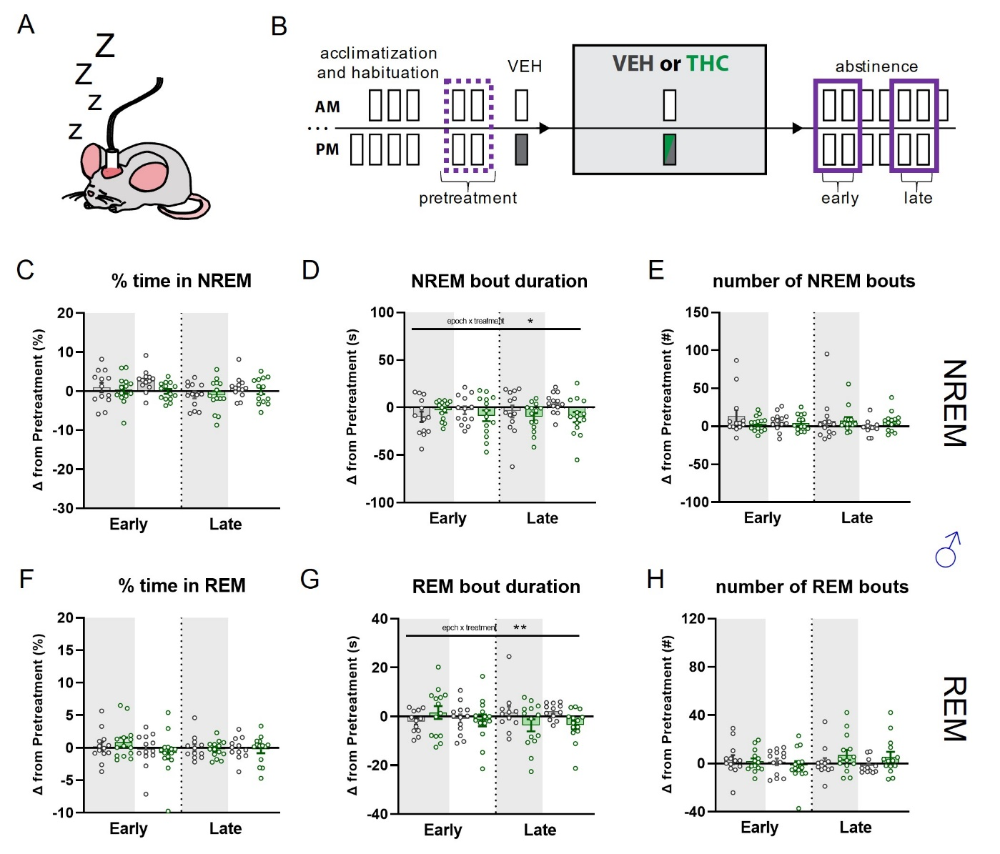 A
Z
Z
z
z
B
acclimatization
and habituation
VEH
VEH or THC
abstinence
AM
PM
pretreatment
early
late
C
% time in NREM
Δ from Pretreatment (%)
20
10
0
-10
-20
-30
Early
Late
D
NREM bout duration
Δ from Pretreatment (s)
epoch x treatment *
100
50
0
-50
-100
Early
Late
E
number of NREM bouts
Δ from Pretreatment (#)
150
100
50
0
-50
-100
Early
Late
NREM
♂
F
% time in REM
Δ from Pretreatment (%)
20
15
10
5
0
-5
-10
Early
Late
G
REM bout duration
Δ from Pretreatment (s)
epch x treatment **
40
20
0
-20
-40
Early
Late
H
number of REM bouts
Δ from Pretreatment (#)
120
80
40
0
-40
Early
Late
REM